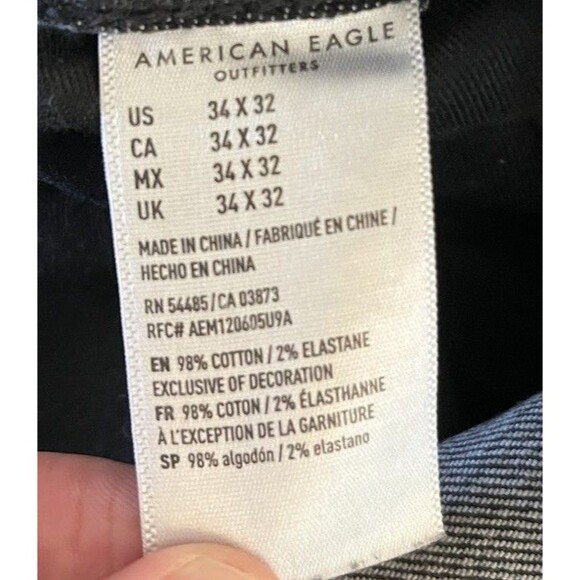 AMERICAN EAGLE
OUTFITTERS
US 34 X 32
CA 34 X 32
MX 34 X 32
UK 34 X 32
MADE IN CHINA / FABRIQUÉ EN CHINE /
HECHO EN CHINA
RN 54485 / CA 03873
RFC# AEM120605U9A
EN 98% COTTON / 2% ELASTANE
EXCLUSIVE OF DECORATION
FR 98% COTON / 2% ÉLASTHANNE
À L'EXCEPTION DE LA GARNITURE
SP 98% algodón / 2% elastano